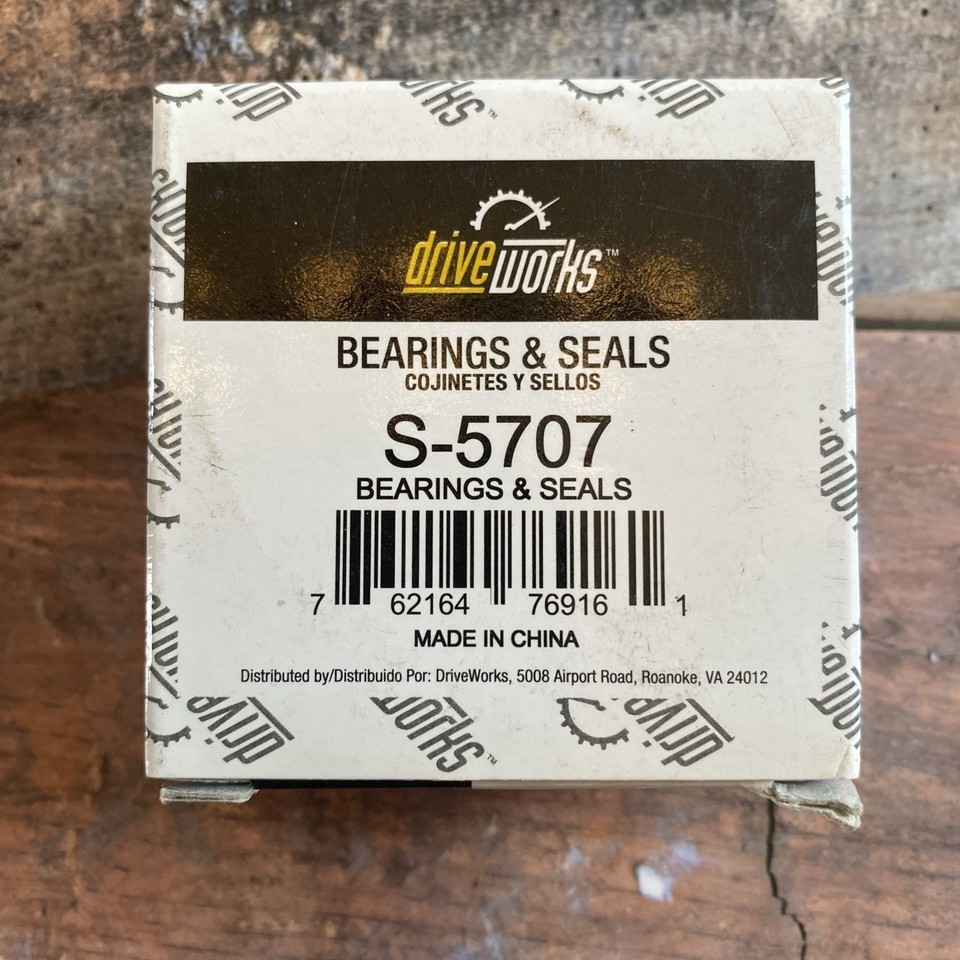 driveworks™
BEARINGS & SEALS
COJINETES Y SELLOS
S-5707
BEARINGS & SEALS
7 62164 76916 1
MADE IN CHINA
Distributed by/Distribuido Por: DriveWorks, 5008 Airport Road, Roanoke, VA 24012